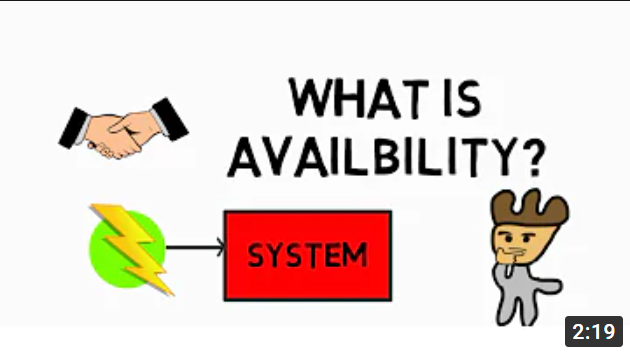 WHAT IS
AVAILBILITY?
SYSTEM
2:19